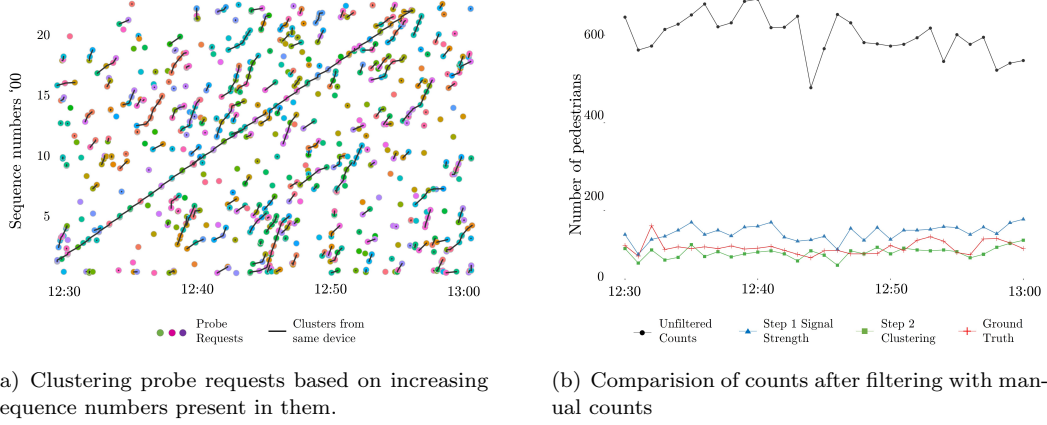 20
15
10
5
Sequence numbers ‘00
12:30 12:40 12:50 13:00
Probe
Requests
Clusters from
same device
a) Clustering probe requests based on increasing
equence numbers present in them.
600
400
200
0
Number of pedestrians
12:30 12:40 12:50 13:00
Unfiltered
Counts
Step 1 Signal
Strength
Step 2
Clustering
Ground
Truth
(b) Comparision of counts after filtering with man-
ual counts